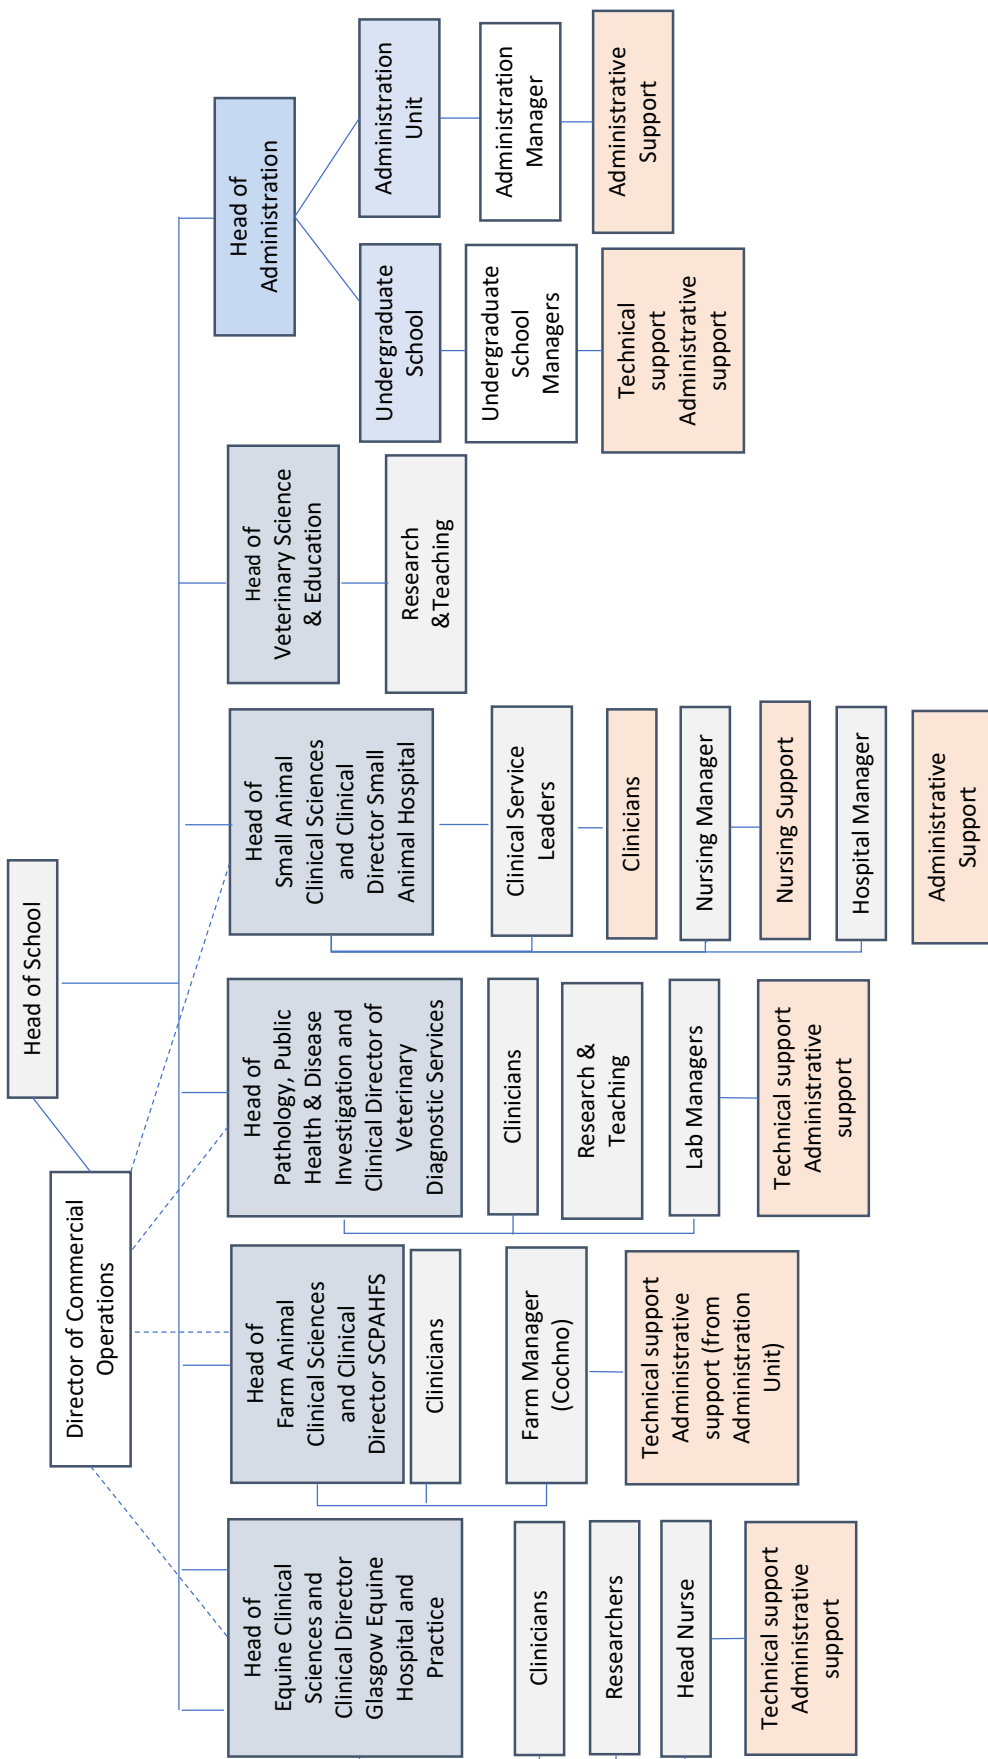 Head of School
Director of Commercial
Operations
Head of
Equine Clinical
Sciences and
Clinical Director
Glasgow Equine
Hospital and
Practice
Clinicians
Researchers
Head Nurse
Technical support
Administrative
support
Head of
Farm Animal
Clinical Sciences
and Clinical
Director SCPAHFS
Clinicians
Farm Manager
(Cochno)
Technical support
Administrative
support (from
Administration
Unit)
Head of
Pathology, Public
Health & Disease
Investigation and
Clinical Director of
Veterinary
Diagnostic Services
Clinicians
Research &
Teaching
Lab Managers
Technical support
Administrative
support
Head of
Small Animal
Clinical Sciences
and Clinical
Director Small
Animal Hospital
Clinical Service
Leaders
Clinicians
Nursing Manager
Nursing Support
Hospital Manager
Administrative
Support
Head of
Veterinary Science
& Education
Research
&Teaching
Head of
Administration
Undergraduate
School
Undergraduate
School
Managers
Technical
support
Administrative
support
Administration
Unit
Administration
Manager
Administrative
Support